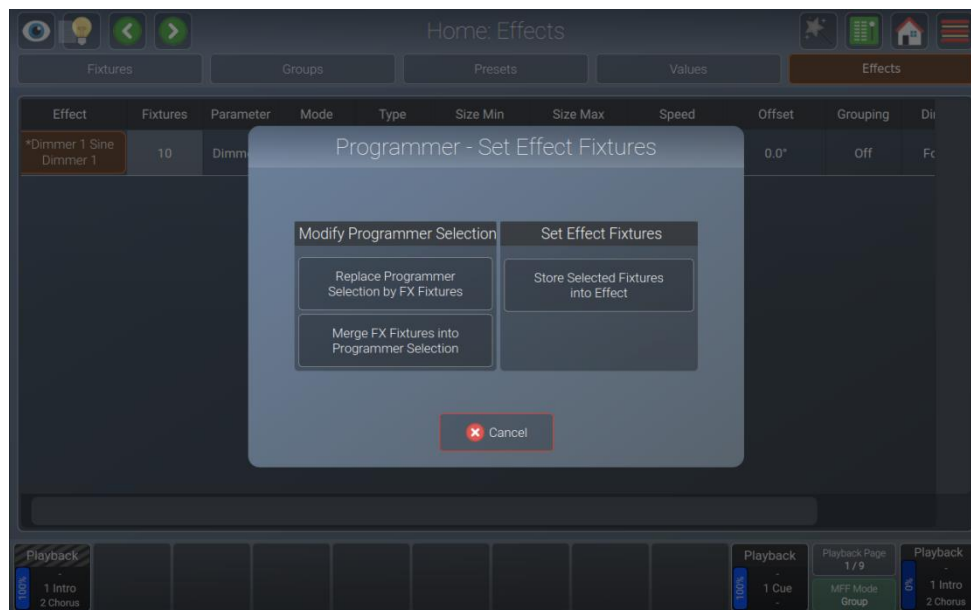 Home: Effects
Fixtures Groups Presets Values Effects
Effect Fixtures Parameter Mode Type Size Min Size Max Speed Offset Grouping
*Dimmer 1 Sine
Dimmer 1
10
0.0°
Off
Programmer - Set Effect Fixtures
Modify Programmer Selection
Replace Programmer
Selection by FX Fixtures
Merge FX Fixtures into
Programmer Selection
Set Effect Fixtures
Store Selected Fixtures
into Effect
Cancel
Playback
-
100%
1 Intro
2 Chorus
Playback
-
100%
1 Cue
-
Playback Page
1 / 9
MFF Mode
Group
Playback
-
0%
1 Intro
2 Chorus